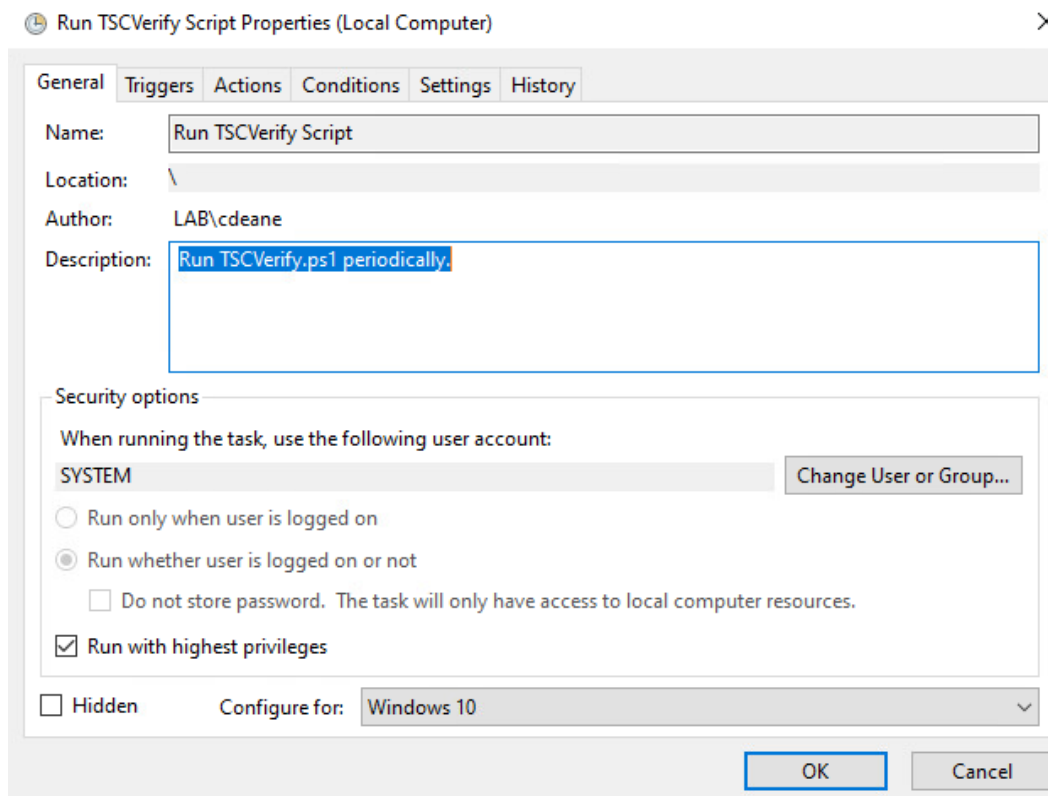 Run TSCVerify Script Properties (Local Computer)
General Triggers Actions Conditions Settings History
Name: Run TSCVerify Script
Location: \
Author: LAB\cdeane
Description: Run TSCVerify.ps1 periodically.
Security options
When running the task, use the following user account:
SYSTEM Change User or Group...
Run only when user is logged on
Run whether user is logged on or not
Do not store password. The task will only have access to local computer resources.
Run with highest privileges
Hidden Configure for: Windows 10
OK Cancel